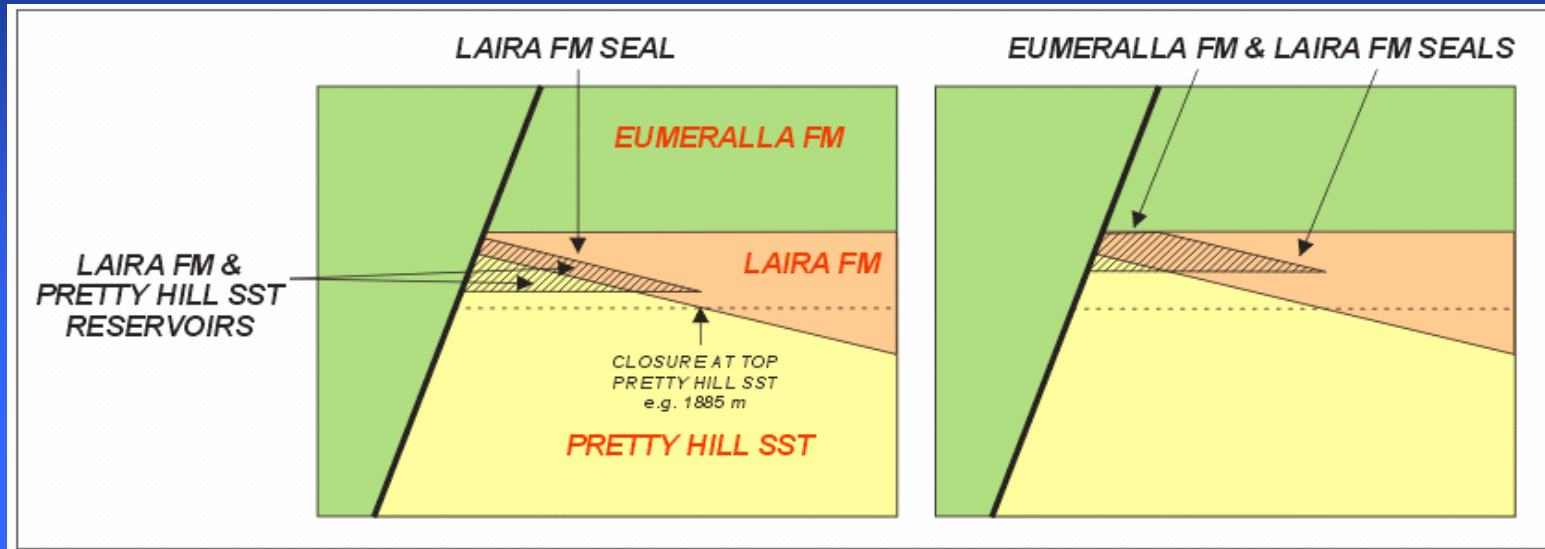 LAIRA FM SEAL
EUMERALLA FM
LAIRA FM &
PRETTY HILL SST
RESERVOIRS
LAIRA FM
CLOSURE AT TOP
PRETTY HILL SST
e.g. 1885 m
PRETTY HILL SST
EUMERALLA FM & LAIRA FM SEALS